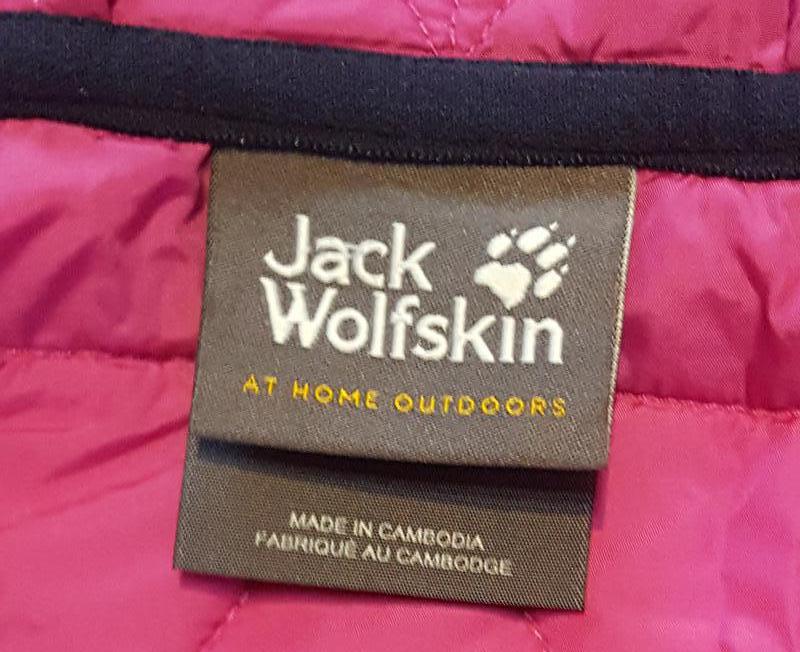 Jack
Wolfskin
AT HOME OUTDOORS
MADE IN CAMBODIA
FABRIQUÉ AU CAMBODGE